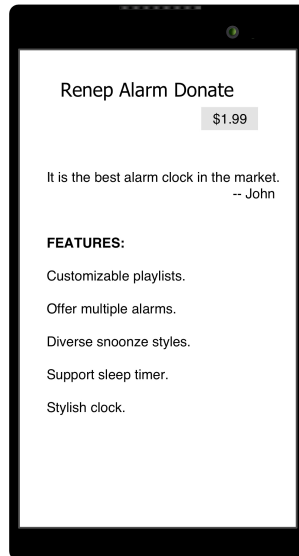 Renep Alarm Donate
$1.99
It is the best alarm clock in the market.
-- John
FEATURES:
Customizable playlists.
Offer multiple alarms.
Diverse snoonze styles.
Support sleep timer.
Stylish clock.